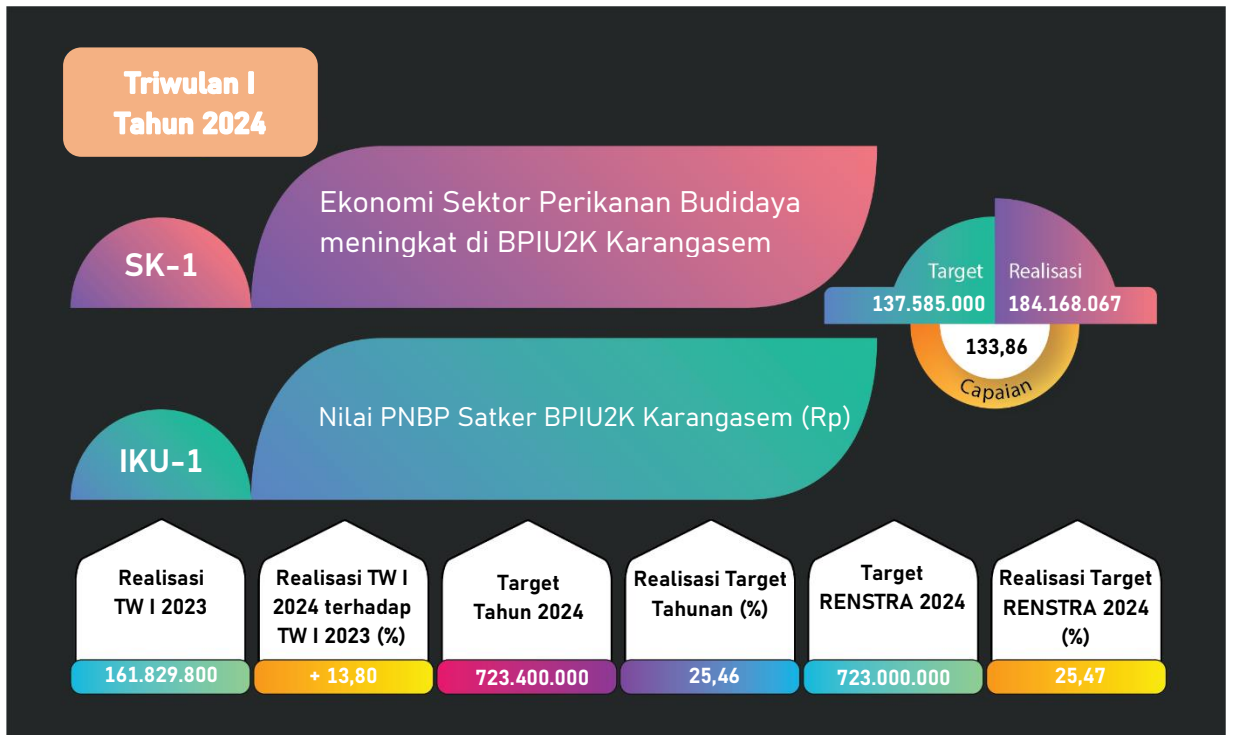 Triwulan I
Tahun 2024
SK-1
Ekonomi Sektor Perikanan Budidaya
meningkat di BPIU2K Karangasem
Target
Realisasi
137.585.000
184.168.067
133,86
Capaian
IKU-1
Nilai PNBP Satker BPIU2K Karangasem (Rp)
Realisasi
TW I 2023
161.829.800
Realisasi TW I
2024 terhadap
TW I 2023 (%)
+ 13,80
Target
Tahun 2024
723.400.000
Realisasi Target
Tahunan (%)
25,46
Target
RENSTRA 2024
723.000.000
Realisasi Target
RENSTRA 2024
(%)
25,47